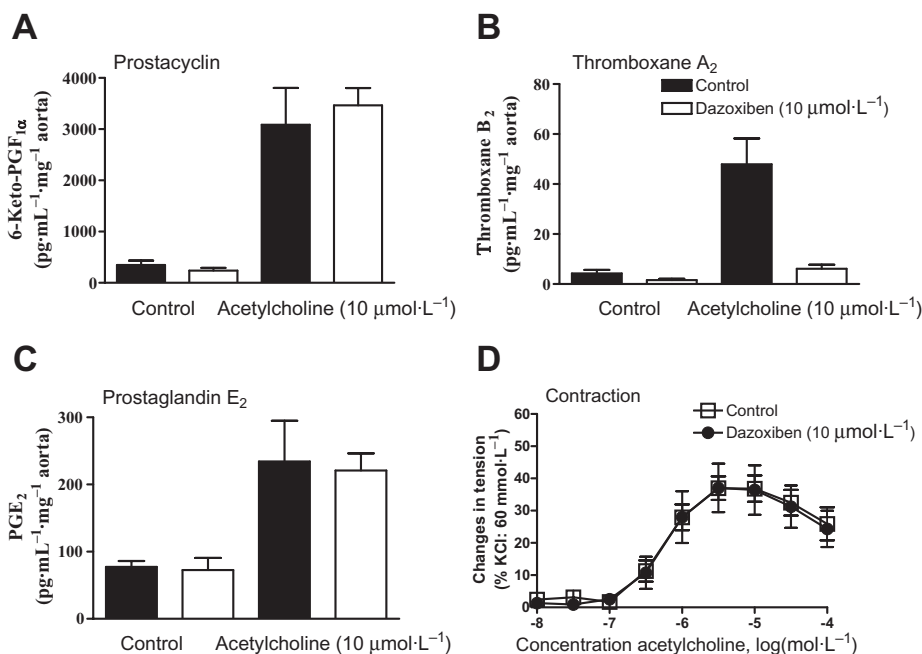 A
Prostacyclin
6-Keto-PGF1α
(pg·mL−1·mg−1 aorta)
4000
3000
2000
1000
0
Control
Acetylcholine (10 μmol·L−1)
B
Thromboxane A2
Control
Dazoxiben (10 μmol·L−1)
Thromboxane B2
(pg·mL−1·mg−1 aorta)
80
60
40
20
0
Control
Acetylcholine (10 μmol·L−1)
C
Prostaglandin E2
PGE2
(pg·mL−1·mg−1 aorta)
300
200
100
0
Control
Acetylcholine (10 μmol·L−1)
D
Contraction
Control
Dazoxiben (10 μmol·L−1)
Changes in tension
(% KCl: 60 mmol·L−1)
60
50
40
30
20
10
0
-8
-7
-6
-5
-4
Concentration acetylcholine, log(mol·L−1)